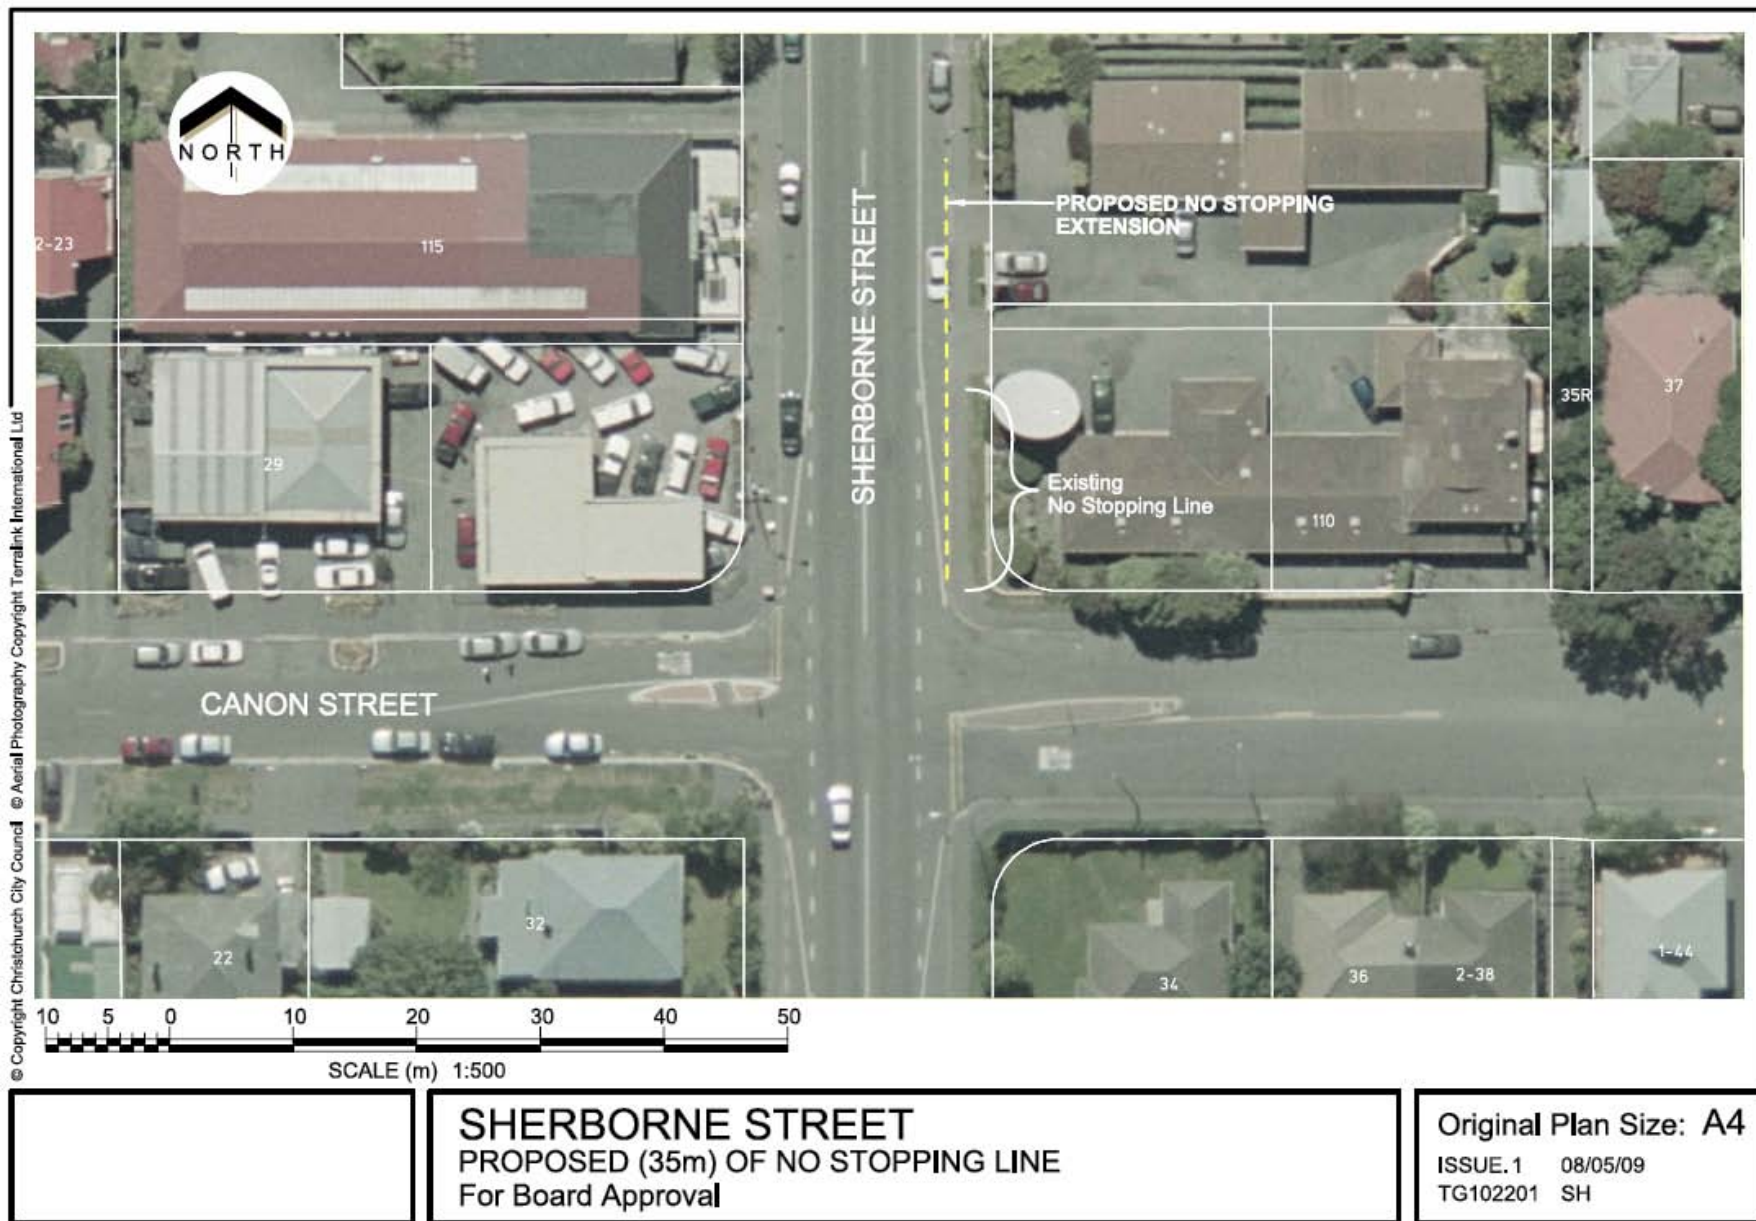 NORTH
2-23
115
SHERBORNE STREET
PROPOSED NO STOPPING
EXTENSION
35R
37
29
Existing
No Stopping Line
110
CANON STREET
22
32
34
36
2-38
1-44
© Copyright Christchurch City Council © Aerial Photography Copyright Terralink International Ltd
10 5 0 10 20 30 40 50
SCALE (m) 1:500
SHERBORNE STREET
PROPOSED (35m) OF NO STOPPING LINE
For Board Approval
Original Plan Size: A4
ISSUE.1 08/05/09
TG102201 SH